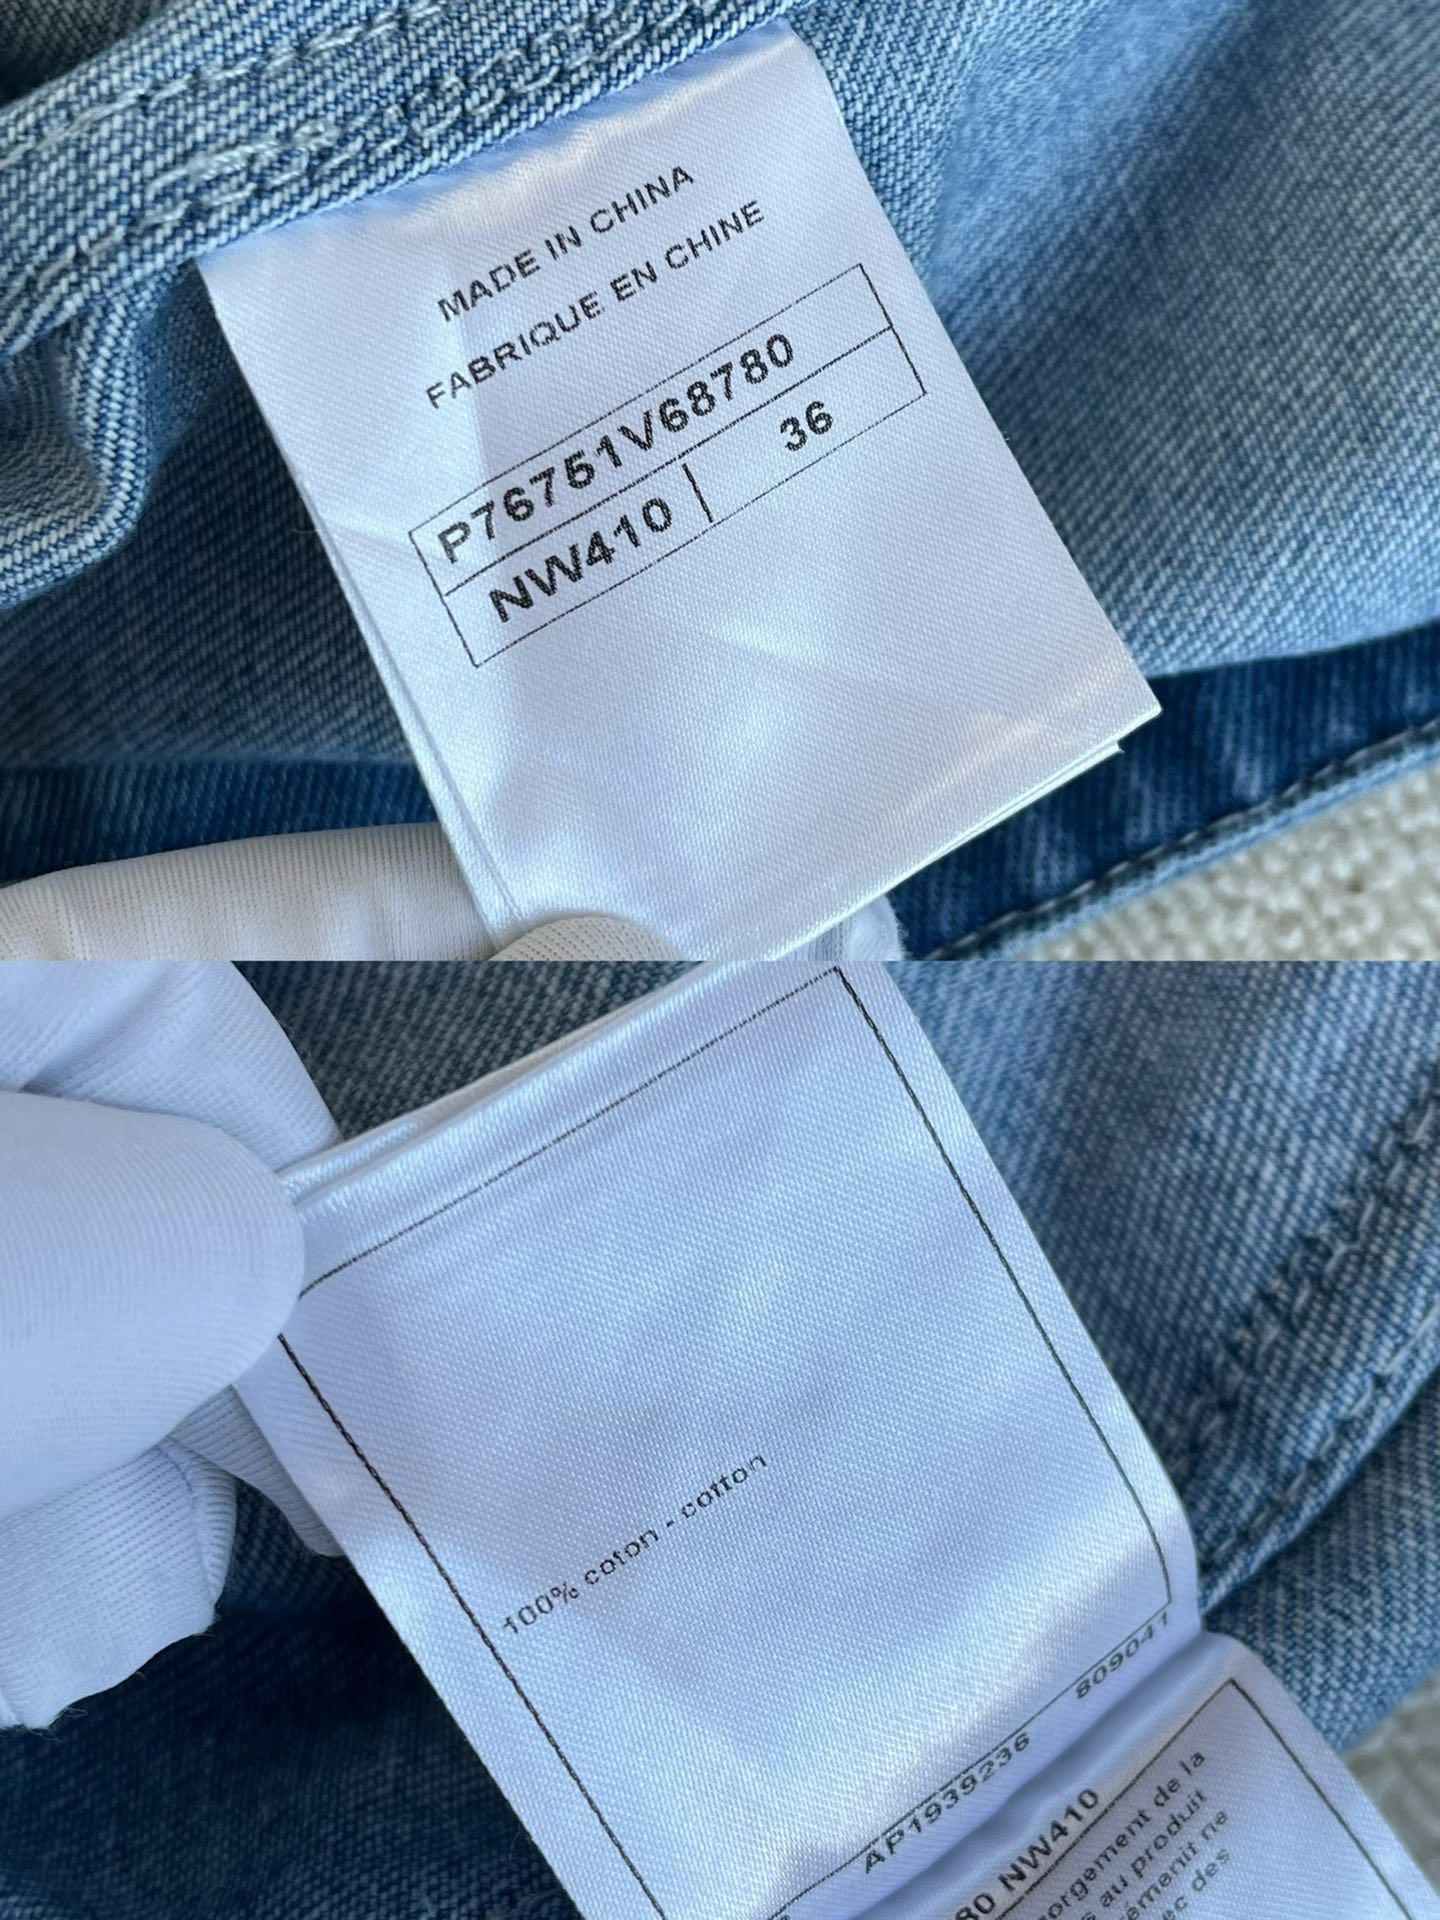 MADE IN CHINA
FABRIQUE EN CHINE
P76751V68780
NW410 36
100% coton - cotton
AP1939236 809041
80 NW410
orgement de la
au produit
ne
ec des